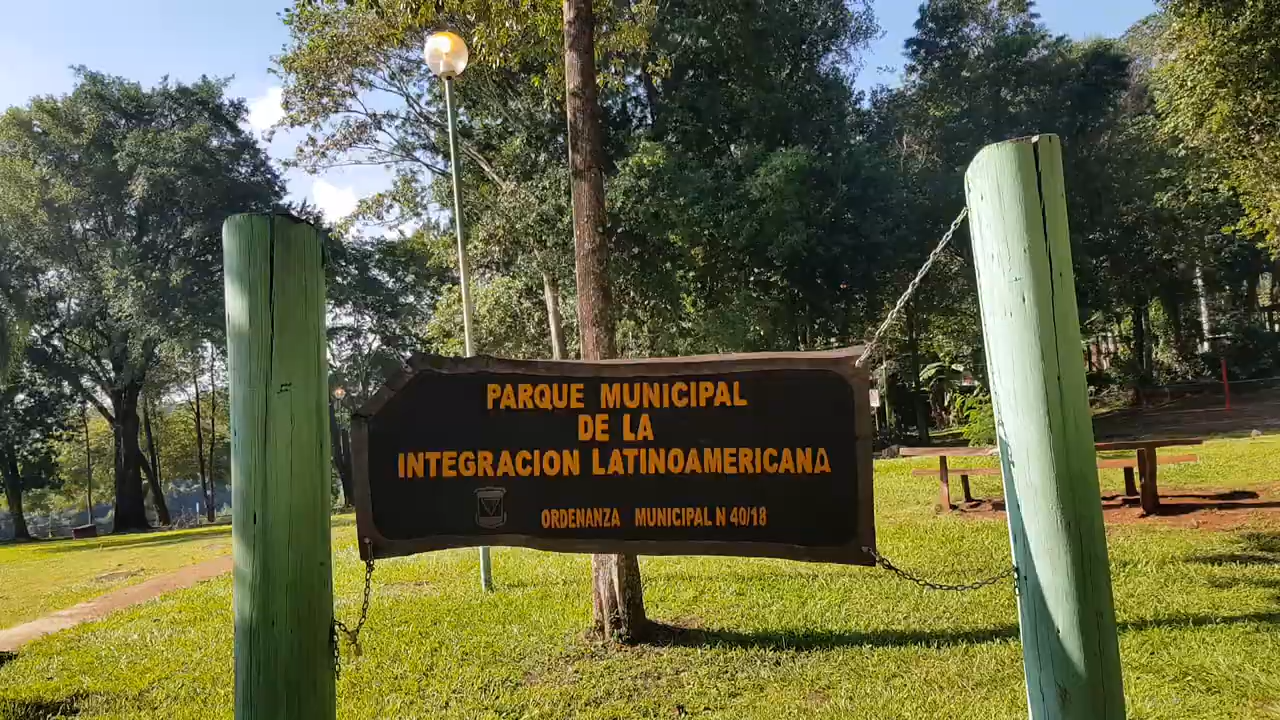 PARQUE MUNICIPAL
DE LA
INTEGRACION LATINOAMERICANA
ORDENANZA MUNICIPAL N 40/18